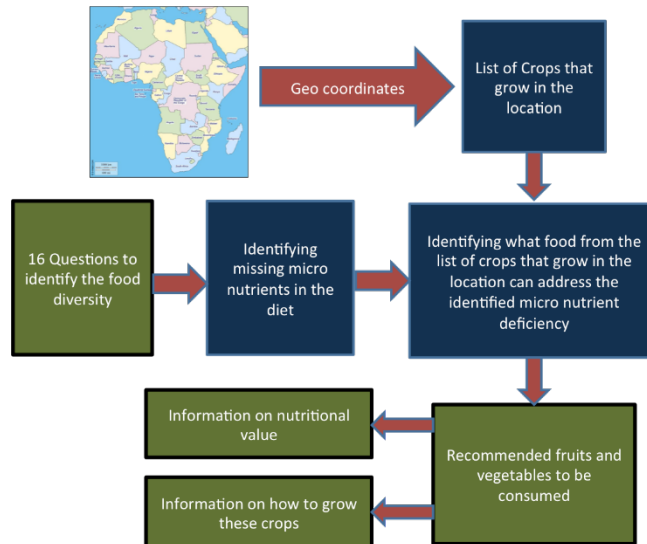 Geo coordinates
List of Crops that
grow in the
location
16 Questions to
identify the food
diversity
Identifying
missing micro
nutrients in the
diet
Identifying what food from the
list of crops that grow in the
location can address the
identified micro nutrient
deficiency
Information on nutritional
value
Recommended fruits and
vegetables to be
consumed
Information on how to grow
these crops